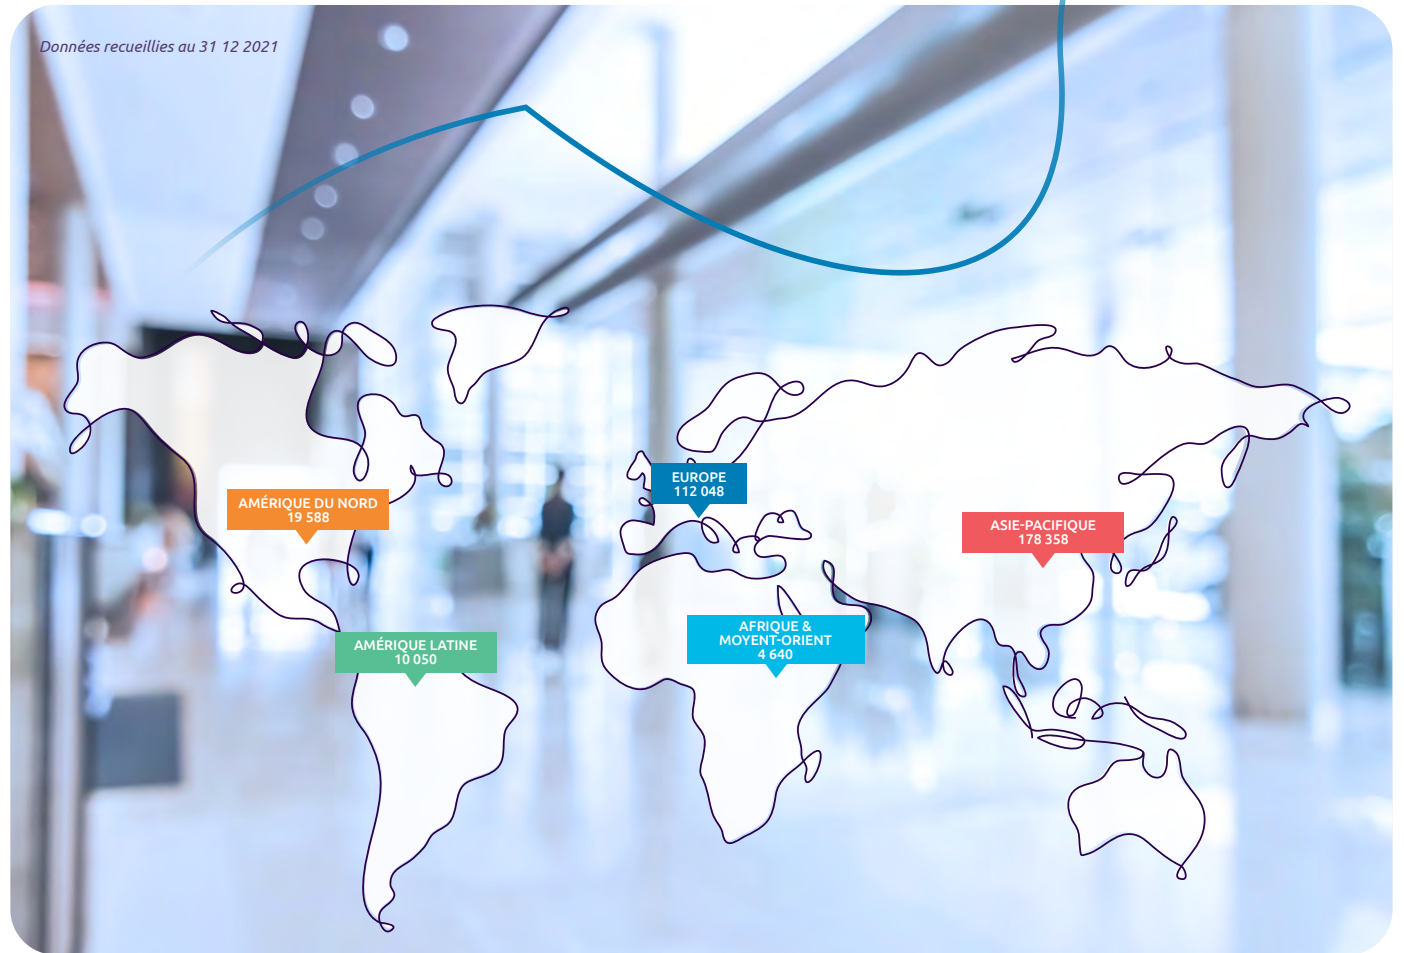 Données recueillies au 31 12 2021
EUROPE
112 048
AMÉRIQUE DU NORD
19 588
ASIE-PACIFIQUE
178 358
AFRIQUE &
MOYENT-ORIENT
4 640
AMÉRIQUE LATINE
10 050